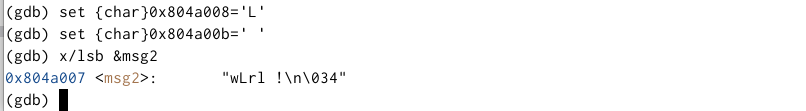 (gdb) set {char}0x804a008='L'
(gdb) set {char}0x804a00b=' '
(gdb) x/lsb &msg2
0x804a007 <msg2>:	"wLrl !\n\034"
(gdb)